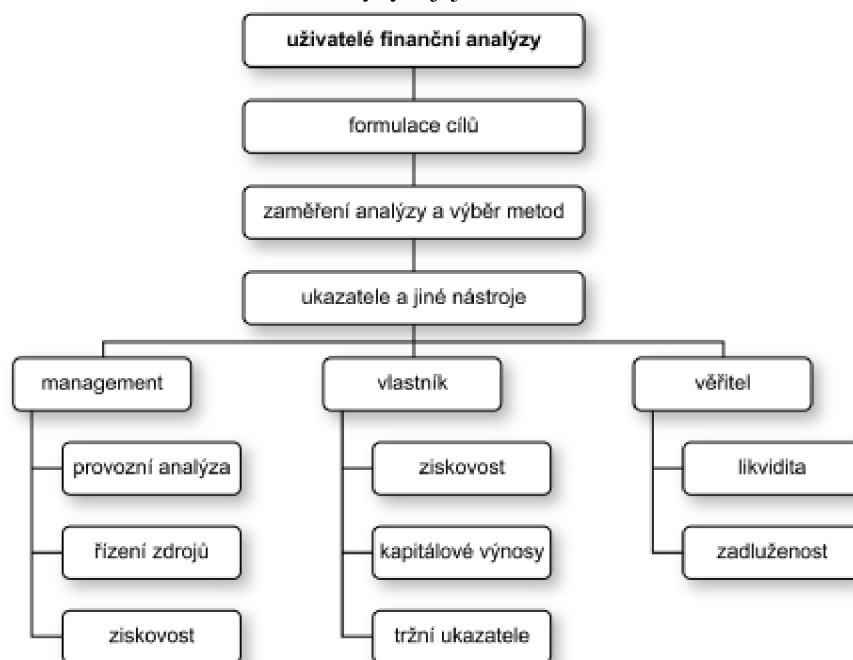 uživatelé finanční analýzy
formulace cílů
zaměření analýzy a výběr metod
ukazatele a jiné nástroje
management
vlastník
věřitel
provozní analýza
ziskovost
likvidita
řízení zdrojů
kapitálové výnosy
zadluženost
ziskovost
tržní ukazatele